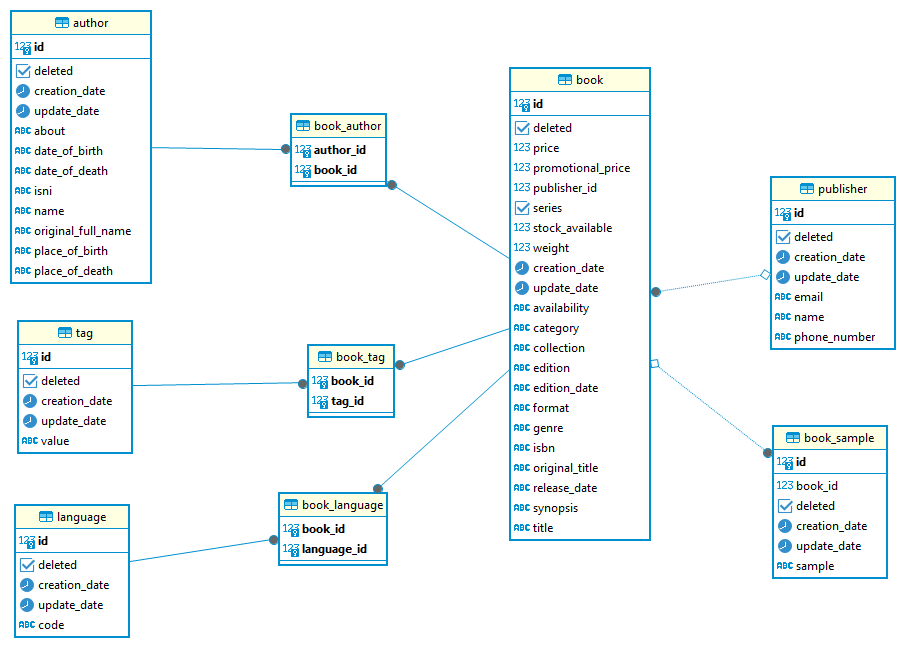 author
123 id
deleted
creation_date
update_date
ABC about
ABC date_of_birth
ABC date_of_death
ABC isni
ABC name
ABC original_full_name
ABC place_of_birth
ABC place_of_death
book_author
123 author_id
123 book_id
book
123 id
deleted
123 price
123 promotional_price
123 publisher_id
series
123 stock_available
123 weight
creation_date
update_date
ABC availability
ABC category
ABC collection
ABC edition
ABC edition_date
ABC format
ABC genre
ABC isbn
ABC original_title
ABC release_date
ABC synopsis
ABC title
publisher
123 id
deleted
creation_date
update_date
ABC email
ABC name
ABC phone_number
tag
123 id
deleted
creation_date
update_date
ABC value
book_tag
123 book_id
123 tag_id
book_sample
123 id
123 book_id
deleted
creation_date
update_date
ABC sample
language
123 id
deleted
creation_date
update_date
ABC code
book_language
123 book_id
123 language_id